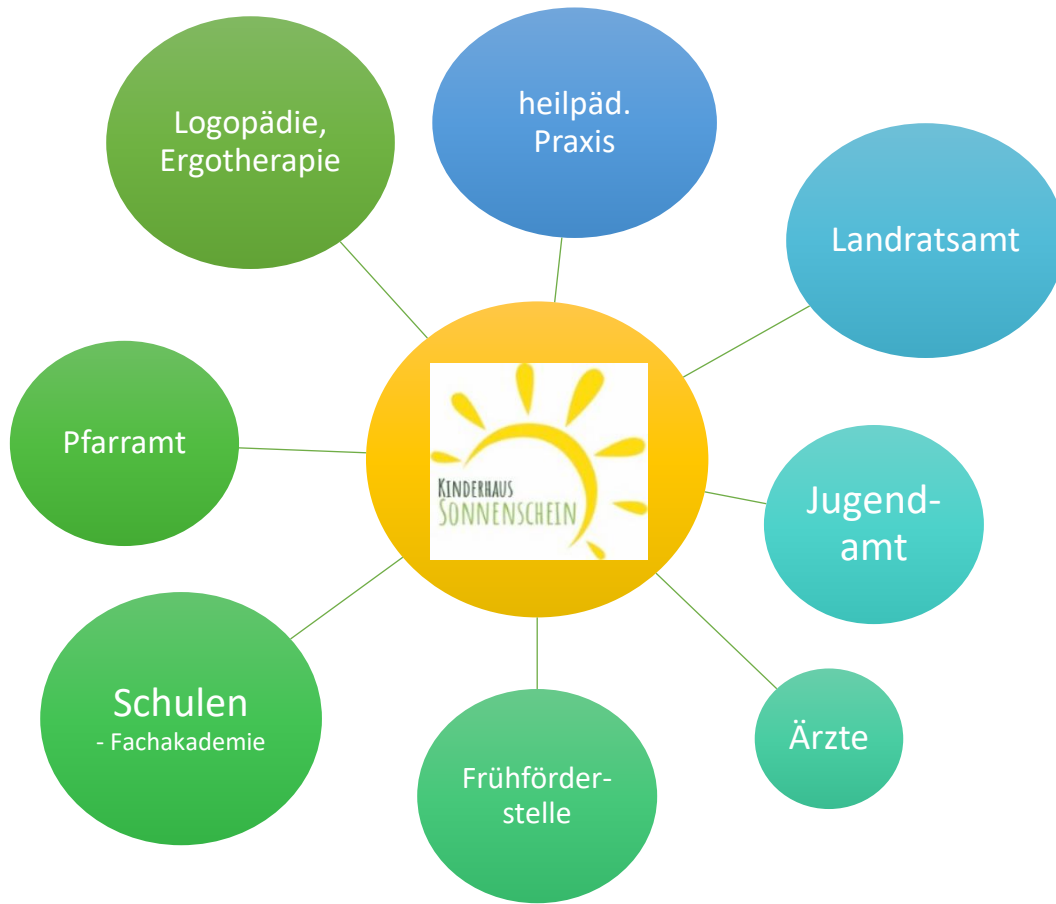 Logopädie,
Ergotherapie
heilpäd.
Praxis
Landratsamt
Pfarramt
KINDERHAUS
SONNENSCHEIN
Jugend-
amt
Schulen
- Fachakademie
Frühförder-
stelle
Ärzte